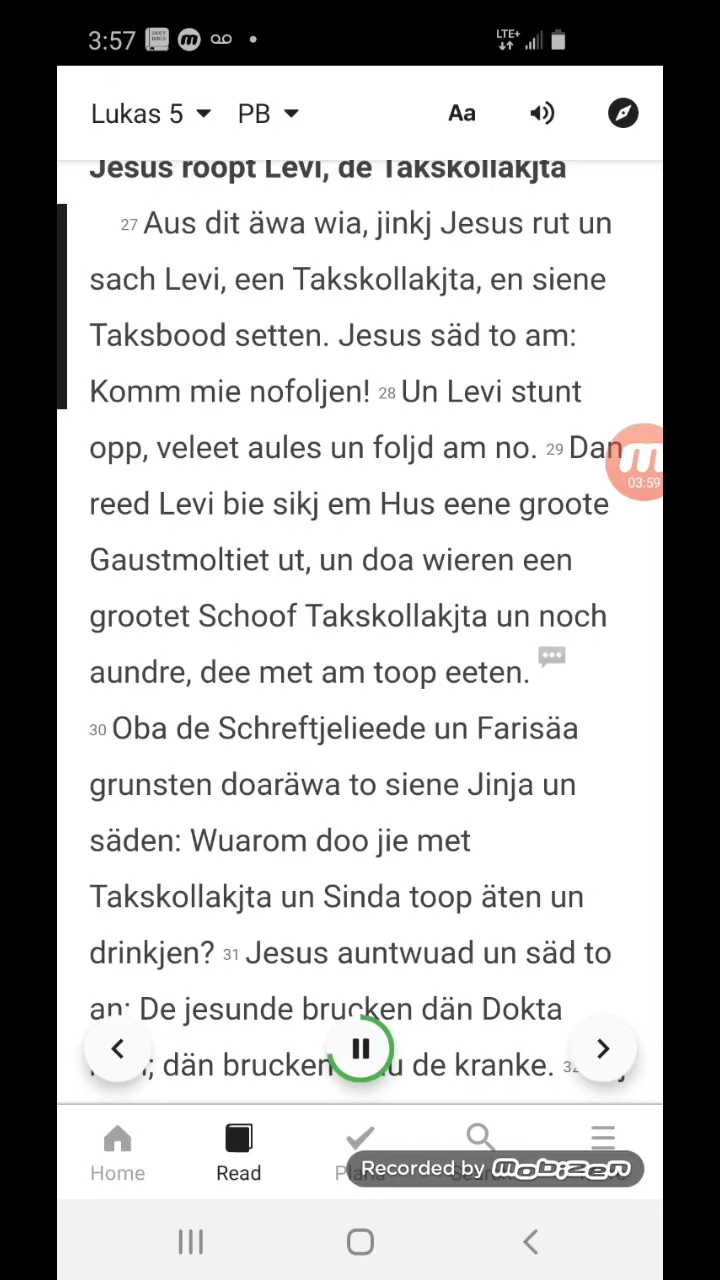 3:57 LTE+
Lukas 5 PB Aa
Jesus roopt Levi, de Takskollakjta
27 Aus dit äwa wia, jinkj Jesus rut un
sach Levi, een Takskollakjta, en siene
Taksbood setten. Jesus säd to am:
Komm mie nofoljen! 28 Un Levi stunt
opp, veleet aules un foljd am no. 29 Dan
reed Levi bie sikj em Hus eene groote
Gaustmoltiet ut, un doa wieren een
grootet Schoof Takskollakjta un noch
aundre, dee met am toop eeten.
30 Oba de Schreftjelieede un Farisäa
grunsten doaräwa to siene Jinja un
säden: Wuarom doo jie met
Takskollakjta un Sinda toop äten un
drinkjen? 31 Jesus auntwuad un säd to
an: De jesunde brucken dän Dokta
; dän brucken de kranke.
03:59
Home Read
Recorded by mobizen